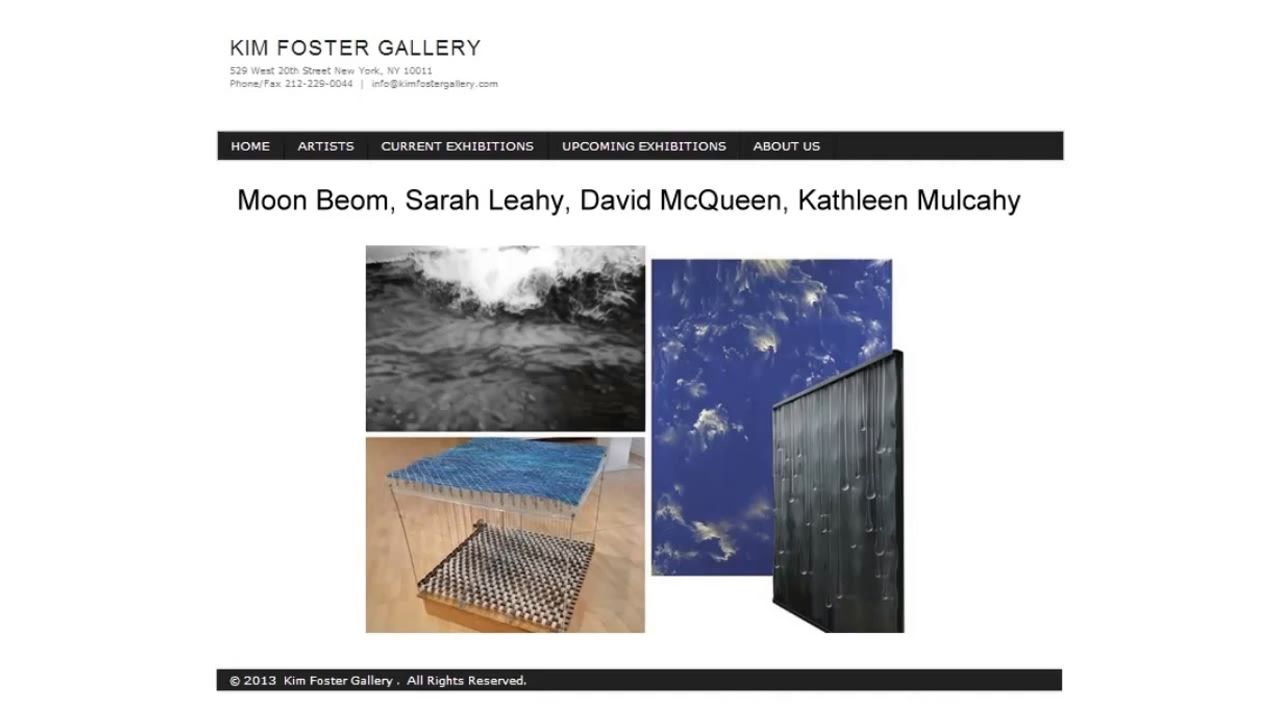 KIM FOSTER GALLERY
529 West 20th Street New York, NY 10011
Phone/Fax 212-229-0044 | info@kimfostergallery.com
HOME ARTISTS CURRENT EXHIBITIONS UPCOMING EXHIBITIONS ABOUT US
Moon Beom, Sarah Leahy, David McQueen, Kathleen Mulcahy
© 2013 Kim Foster Gallery . All Rights Reserved.